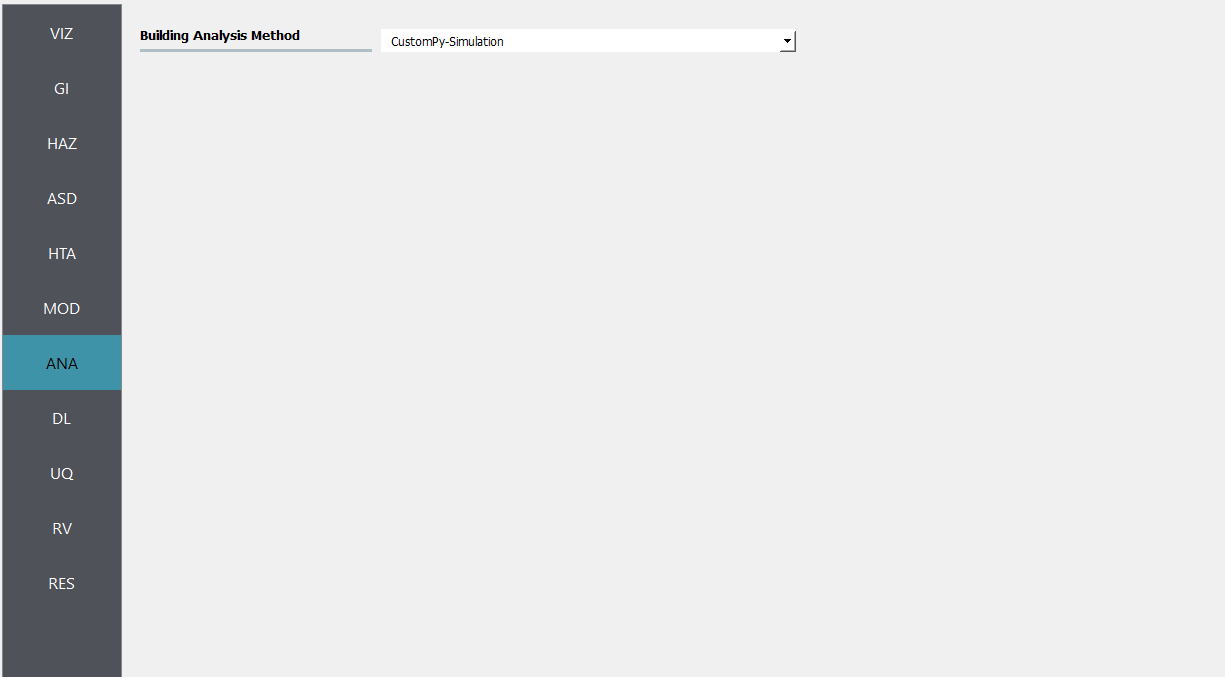 VIZ
GI
HAZ
ASD
HTA
MOD
ANA
DL
UQ
RV
RES
Building Analysis Method
CustomPy-Simulation